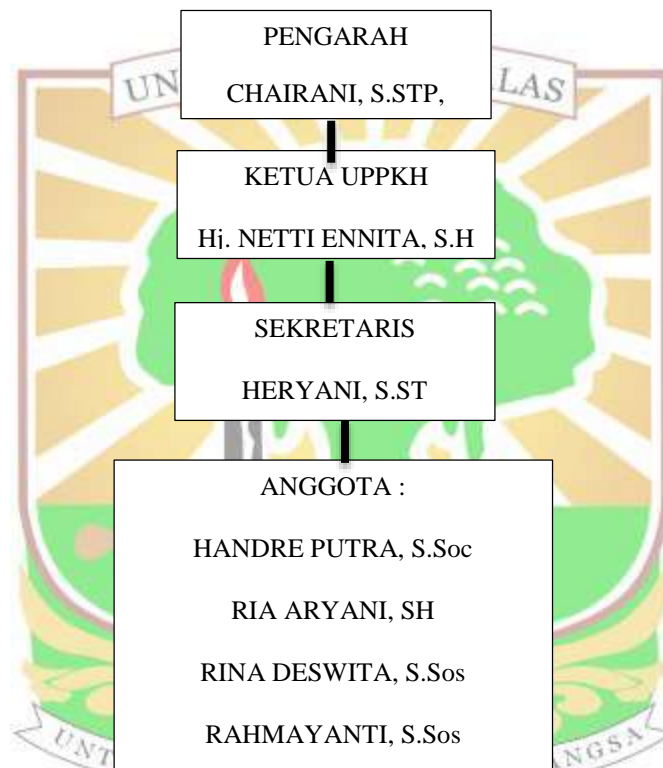 PENGARAH
CHAIRANI, S.STP,
KETUA UPPKH
Hj. NETTI ENNITA, S.H
SEKRETARIS
HERYANI, S.ST
ANGGOTA :
HANDRE PUTRA, S.Soc
RIA ARYANI, SH
RINA DESWITA, S.Sos
RAHMAYANTI, S.Sos